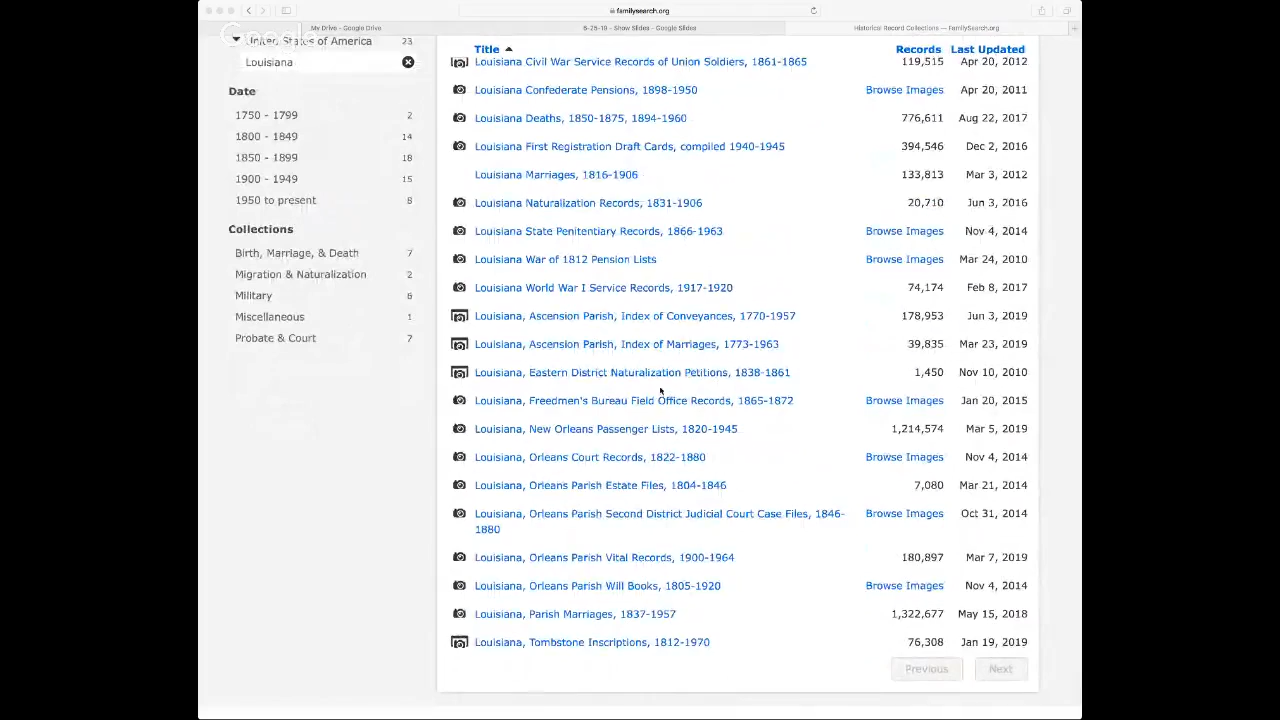 familysearch.org
My Drive - Google Drive
6-25-19 - Show Slides - Google Slides
Historical Record Collections — FamilySearch.org
Google
United States of America 23
Louisiana
Date
1750 - 1799 2
1800 - 1849 14
1850 - 1899 18
1900 - 1949 15
1950 to present 8
Collections
Birth, Marriage, & Death 7
Migration & Naturalization 2
Military 6
Miscellaneous 1
Probate & Court 7
Title Records Last Updated
Louisiana Civil War Service Records of Union Soldiers, 1861-1865 119,515 Apr 20, 2012
Louisiana Confederate Pensions, 1898-1950 Browse Images Apr 20, 2011
Louisiana Deaths, 1850-1875, 1894-1960 776,611 Aug 22, 2017
Louisiana First Registration Draft Cards, compiled 1940-1945 394,546 Dec 2, 2016
Louisiana Marriages, 1816-1906 133,813 Mar 3, 2012
Louisiana Naturalization Records, 1831-1906 20,710 Jun 3, 2016
Louisiana State Penitentiary Records, 1866-1963 Browse Images Nov 4, 2014
Louisiana War of 1812 Pension Lists Browse Images Mar 24, 2010
Louisiana World War I Service Records, 1917-1920 74,174 Feb 8, 2017
Louisiana, Ascension Parish, Index of Conveyances, 1770-1957 178,953 Jun 3, 2019
Louisiana, Ascension Parish, Index of Marriages, 1773-1963 39,835 Mar 23, 2019
Louisiana, Eastern District Naturalization Petitions, 1838-1861 1,450 Nov 10, 2010
Louisiana, Freedmen's Bureau Field Office Records, 1865-1872 Browse Images Jan 20, 2015
Louisiana, New Orleans Passenger Lists, 1820-1945 1,214,574 Mar 5, 2019
Louisiana, Orleans Court Records, 1822-1880 Browse Images Nov 4, 2014
Louisiana, Orleans Parish Estate Files, 1804-1846 7,080 Mar 21, 2014
Louisiana, Orleans Parish Second District Judicial Court Case Files, 1846- Browse Images Oct 31, 2014
1880
Louisiana, Orleans Parish Vital Records, 1900-1964 180,897 Mar 7, 2019
Louisiana, Orleans Parish Will Books, 1805-1920 Browse Images Nov 4, 2014
Louisiana, Parish Marriages, 1837-1957 1,322,677 May 15, 2018
Louisiana, Tombstone Inscriptions, 1812-1970 76,308 Jan 19, 2019
Previous Next